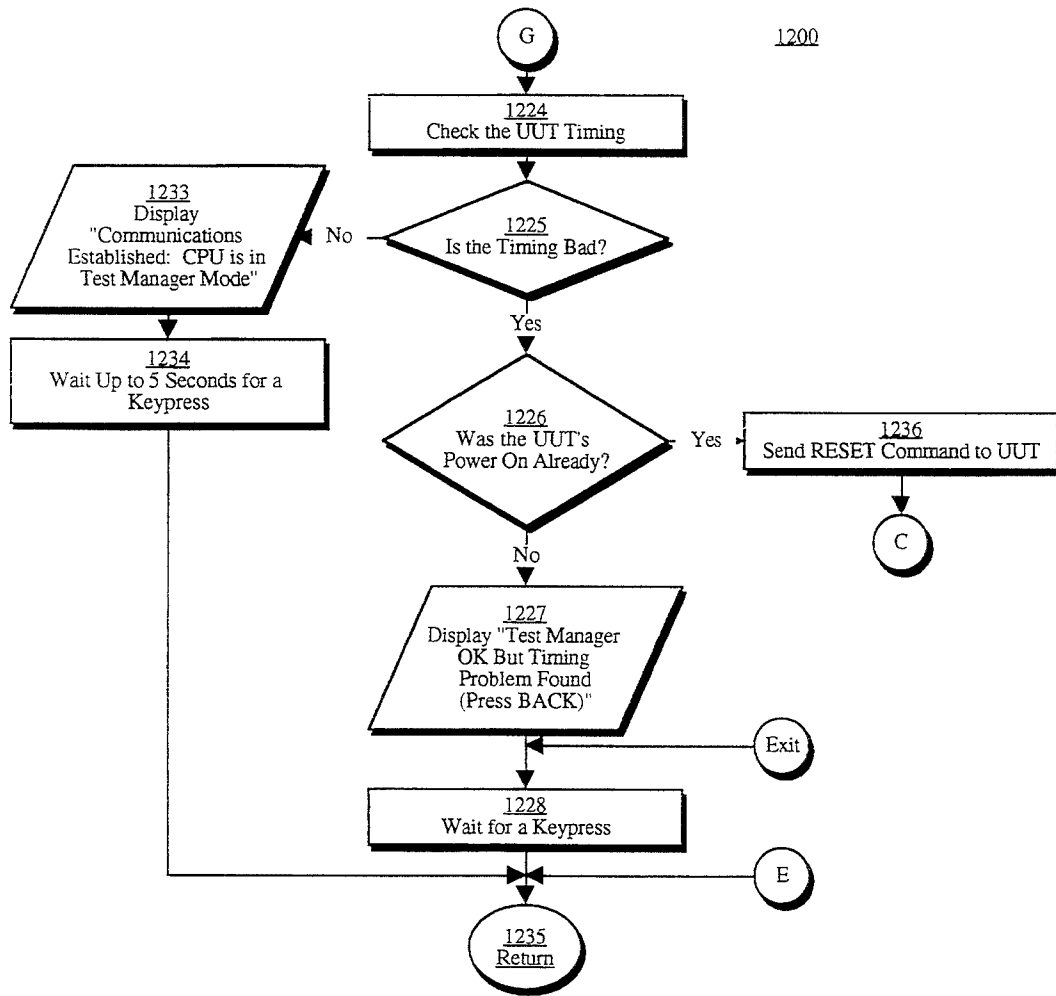 G
1200
1224
Check the UUT Timing
1233
Display
"Communications
Established: CPU is in
Test Manager Mode"
No
1225
Is the Timing Bad?
Yes
1234
Wait Up to 5 Seconds for a
Keypress
1226
Was the UUT's
Power On Already?
Yes
1236
Send RESET Command to UUT
C
No
1227
Display "Test Manager
OK But Timing
Problem Found
(Press BACK)"
Exit
1228
Wait for a Keypress
E
1235
Return